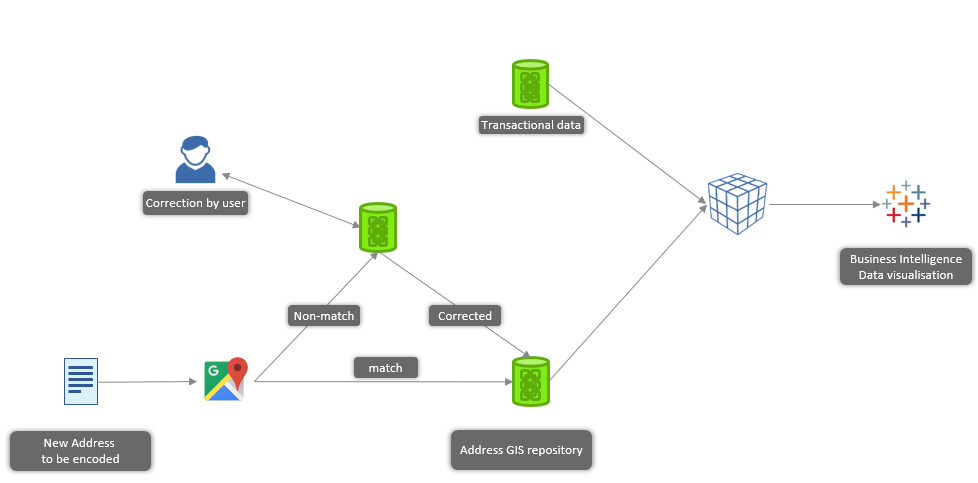 Transactional data
Correction by user
Business Intelligence
Data visualisation
Non-match
Corrected
match
G
New Address
to be encoded
Address GIS repository